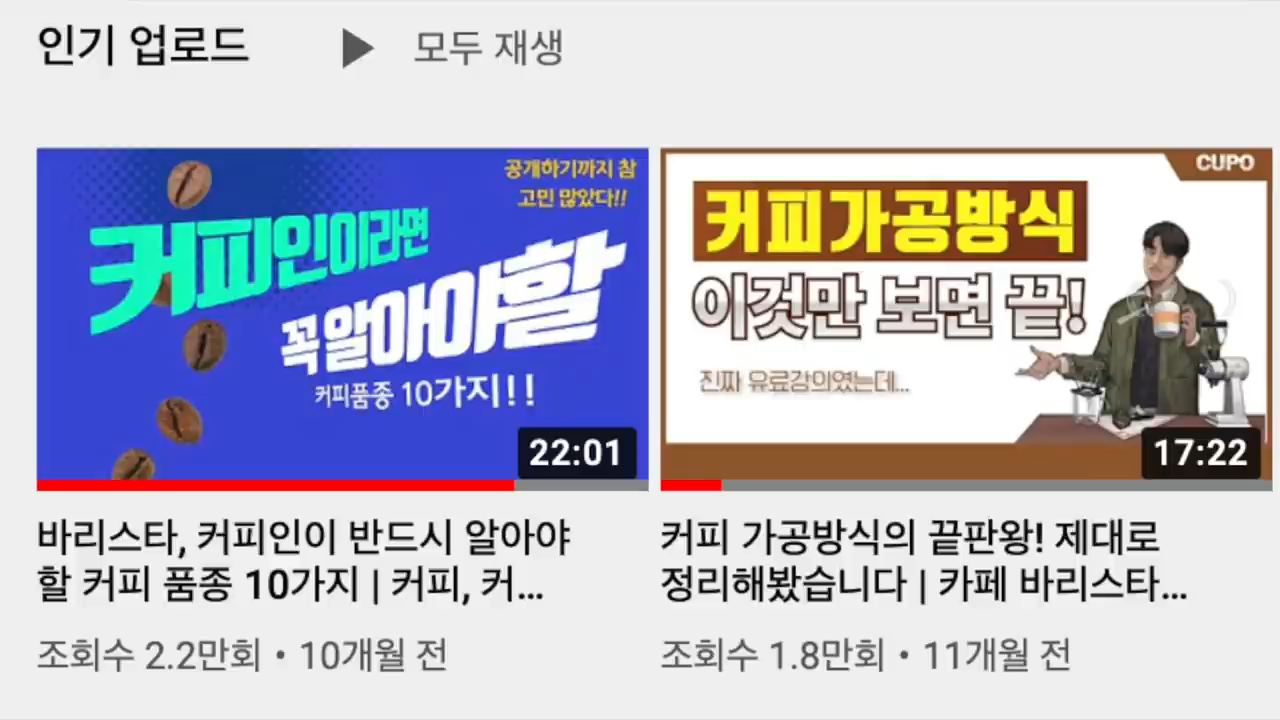 인기 업로드
모두 재생
공개하기까지 참
고민 많았다!!
커피인이라면
꼭 알아야할
커피품종 10가지!!
22:01
바리스타, 커피인이 반드시 알아야
할 커피 품종 10가지 | 커피, 커...
조회수 2.2만회 • 10개월 전
CUPO
커피가공방식
이것만 보면 끝!
진짜 유료강의였는데...
17:22
커피 가공방식의 끝판왕! 제대로
정리해봤습니다 | 카페 바리스타...
조회수 1.8만회 • 11개월 전